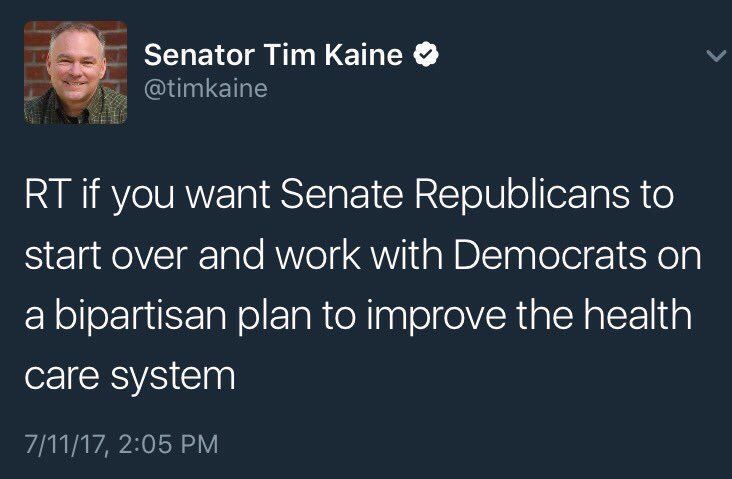 Senator Tim Kaine
@timkaine
RT if you want Senate Republicans to
start over and work with Democrats on
a bipartisan plan to improve the health
care system
7/11/17, 2:05 PM